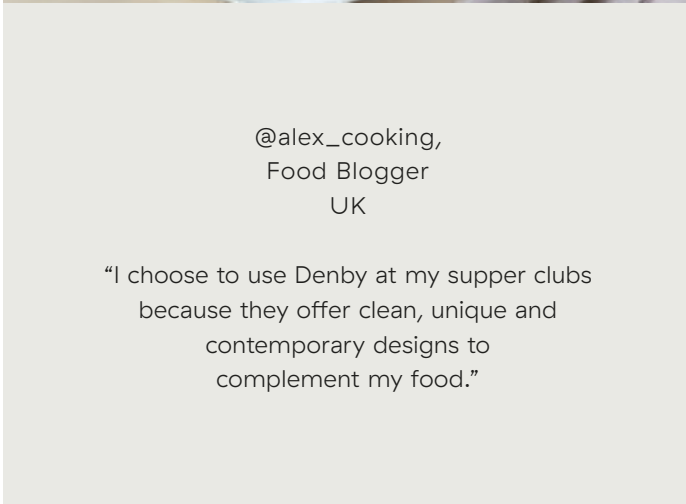 @alex_cooking,
Food Blogger
UK
“I choose to use Denby at my supper clubs
because they offer clean, unique and
contemporary designs to
complement my food.”